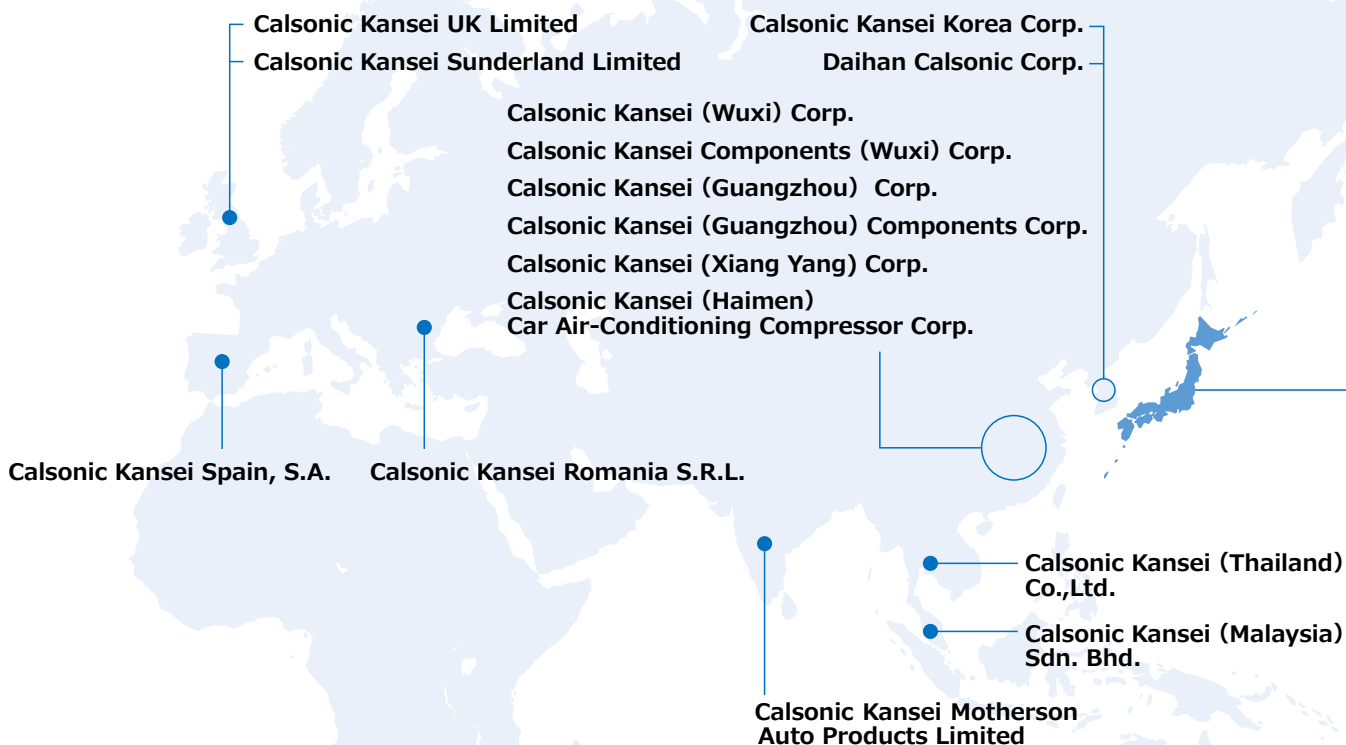 Calsonic Kansei UK Limited
Calsonic Kansei Sunderland Limited
Calsonic Kansei Korea Corp.
Daihan Calsonic Corp.
Calsonic Kansei（Wuxi）Corp.
Calsonic Kansei Components（Wuxi）Corp.
Calsonic Kansei（Guangzhou） Corp.
Calsonic Kansei（Guangzhou）Components Corp.
Calsonic Kansei (Xiang Yang) Corp.
Calsonic Kansei（Haimen）
Car Air-Conditioning Compressor Corp.
Calsonic Kansei Spain, S.A.
Calsonic Kansei Romania S.R.L.
Calsonic Kansei（Thailand）
Co.,Ltd.
Calsonic Kansei（Malaysia）
Sdn. Bhd.
Calsonic Kansei Motherson
Auto Products Limited